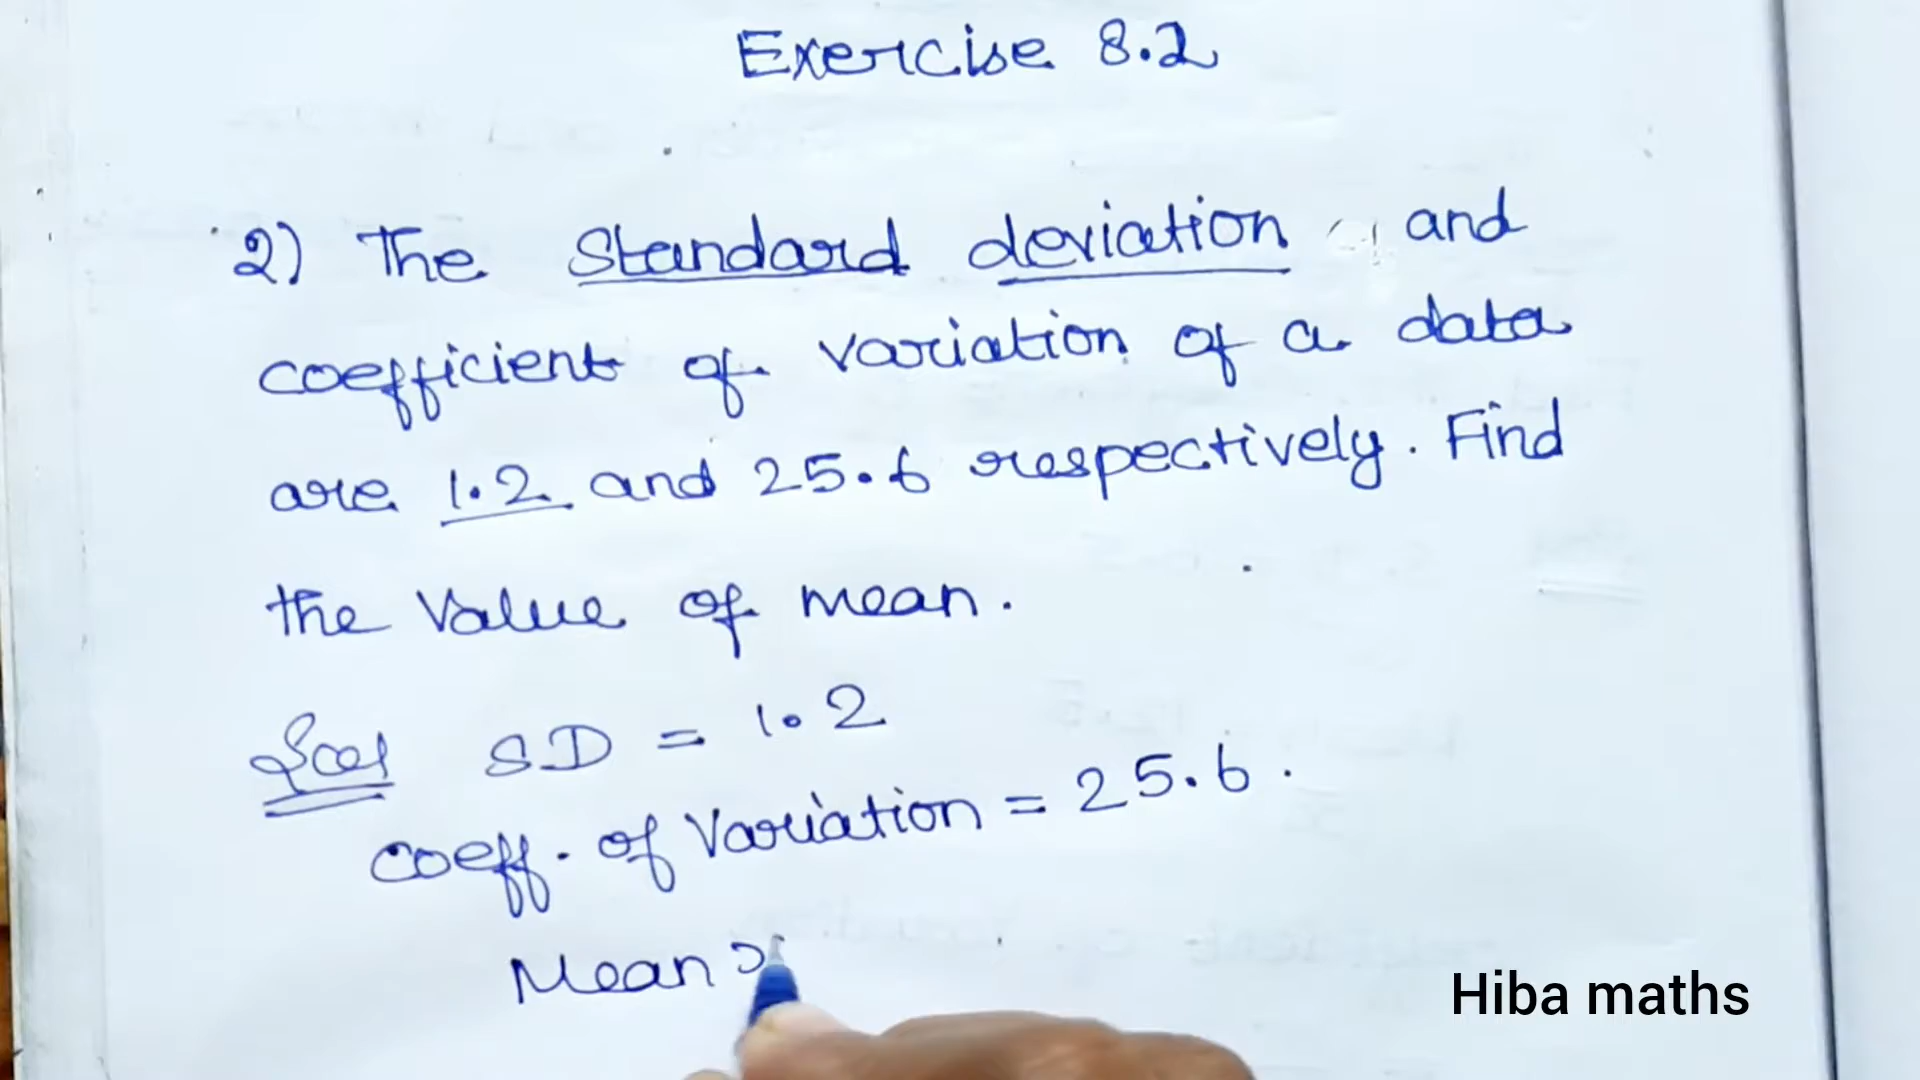 Exercise 8.2
2) The Standard deviation and
coefficient of variation of a data
are 1.2 and 25.6 respectively. Find
the Value of mean.
Sol SD = 1.2
Coeff. of Variation = 25.6.
Mean
Hiba maths